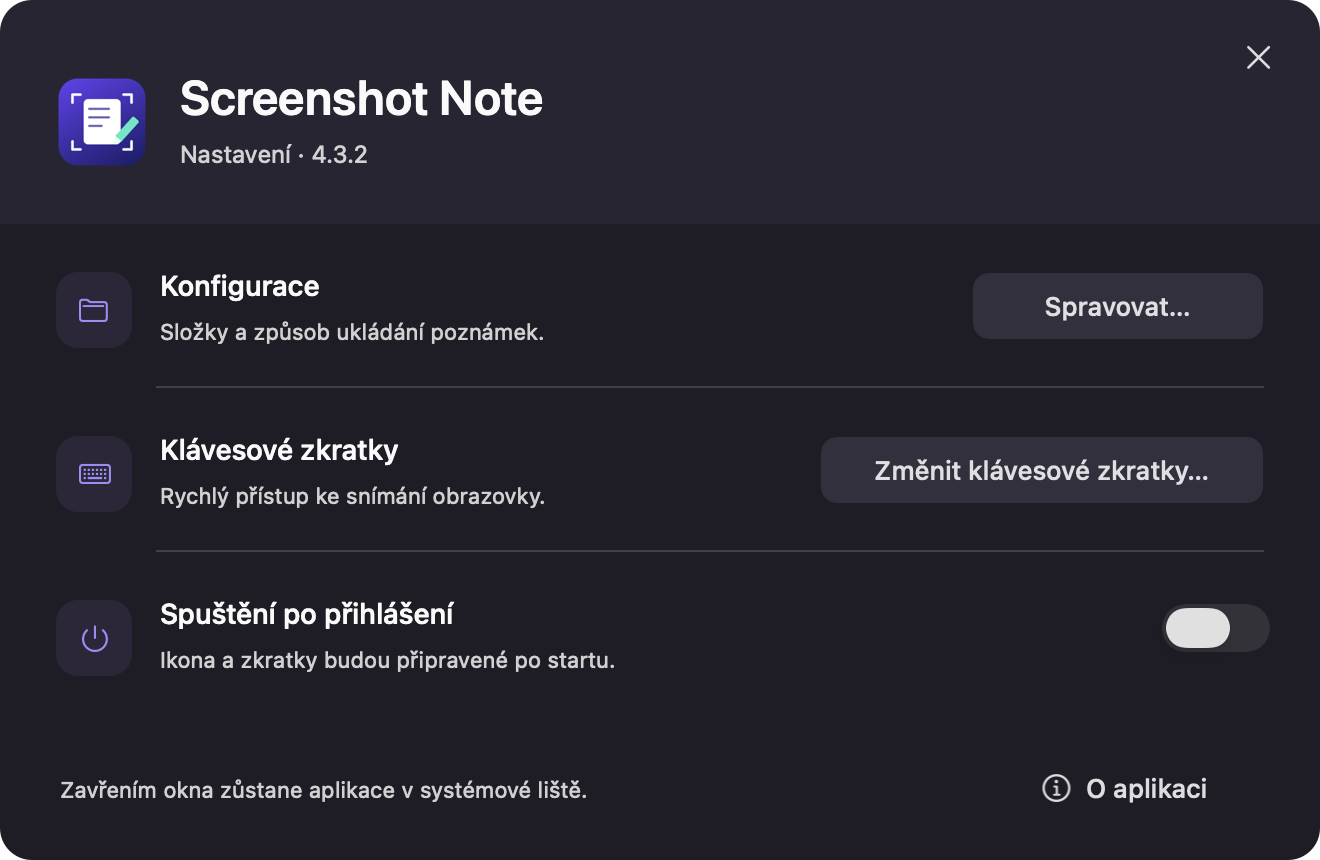 Screenshot Note
Nastavení · 4.3.2
Konfigurace
Složky a způsob ukládání poznámek.
Spravovat...
Klávesové zkratky
Rychlý přístup ke snímání obrazovky.
Změnit klávesové zkratky...
Spuštění po přihlášení
Ikona a zkratky budou připravené po startu.
Zavřením okna zůstane aplikace v systémové liště.
O aplikaci